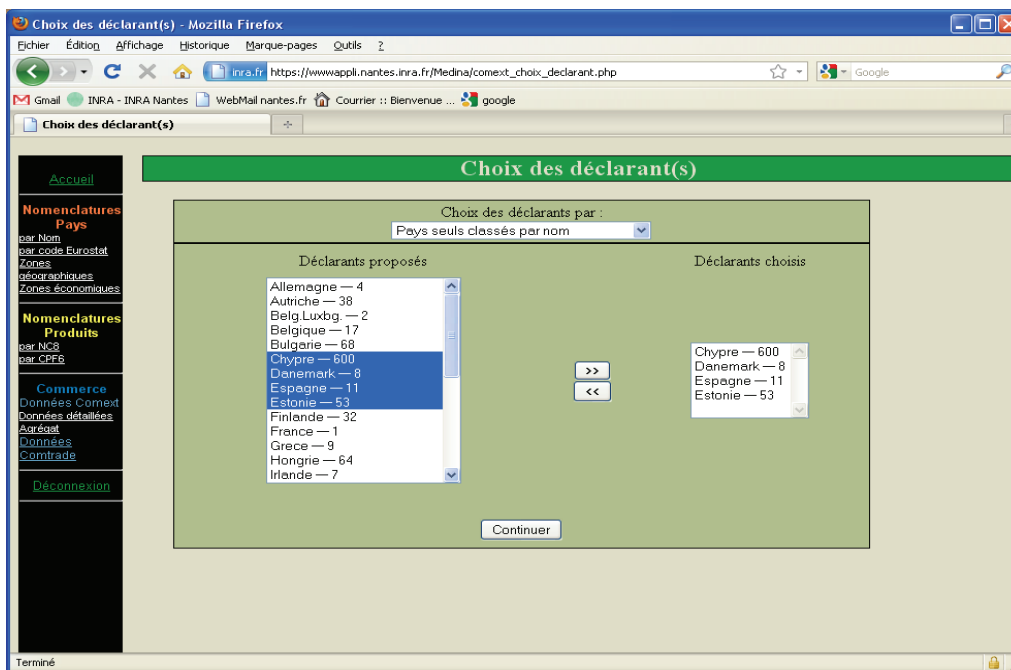 Choix des déclarant(s) - Mozilla Firefox
Fichier Édition Affichage Historique Marque-pages Outils ?
inra.fr https://wwwappli.nantes.inra.fr/Medina/comext_choix_declarant.php
Google
Gmail INRA - INRA Nantes WebMail nantes.fr Courrier :: Bienvenue ... google
Choix des déclarant(s)
Choix des déclarant(s)
Accueil
Nomenclatures
Pays
par Nom
par code Eurostat
Zones
géographiques
Zones économiques
Nomenclatures
Produits
par NC8
par CPF6
Commerce
Données Comext
Données détaillées
Agrégat
Données
Comtrade
Déconnexion
Choix des déclarants par :
Pays seuls classés par nom
Déclarants proposés
Allemagne — 4
Autriche — 38
Belg.Luxbg. — 2
Belgique — 17
Bulgarie — 68
Chypre — 600
Danemark — 8
Espagne — 11
Estonie — 53
Finlande — 32
France — 1
Grece — 9
Hongrie — 64
Irlande — 7
>>
<<
Déclarants choisis
Chypre — 600
Danemark — 8
Espagne — 11
Estonie — 53
Continuer
Terminé